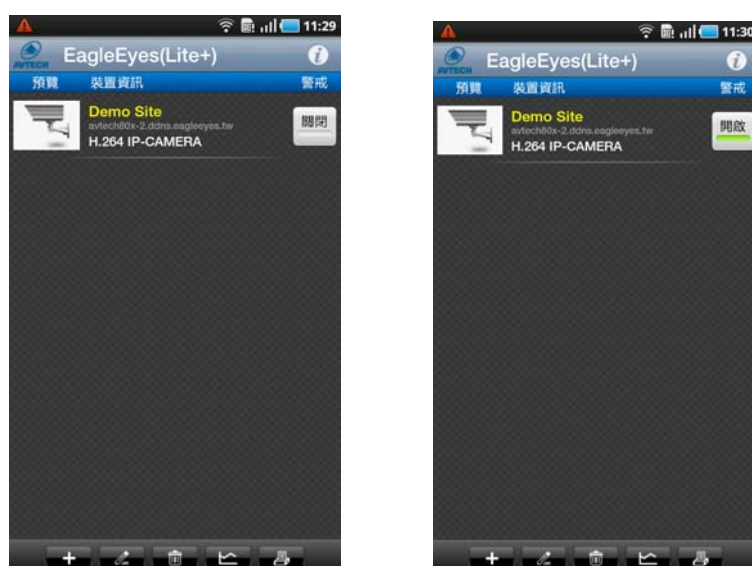 11:29
AVTECH
EagleEyes(Lite+)
預覽 裝置資訊 警戒
Demo Site
avtech80x-2.ddns.eagleeyes.tw
H.264 IP-CAMERA
關閉
11:30
AVTECH
EagleEyes(Lite+)
預覽 裝置資訊 警戒
Demo Site
avtech80x-2.ddns.eagleeyes.tw
H.264 IP-CAMERA
開啟